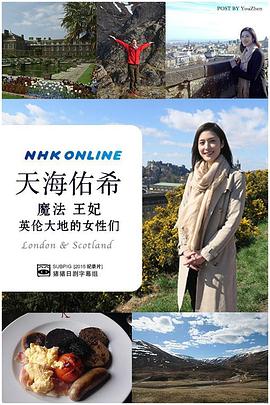 POST BY YouZhen
NHK ONLINE
天海佑希
魔法 王妃
英伦大地的女性们
London & Scotland
SUBPIG [2015 纪录片]
猪猪日剧字幕组